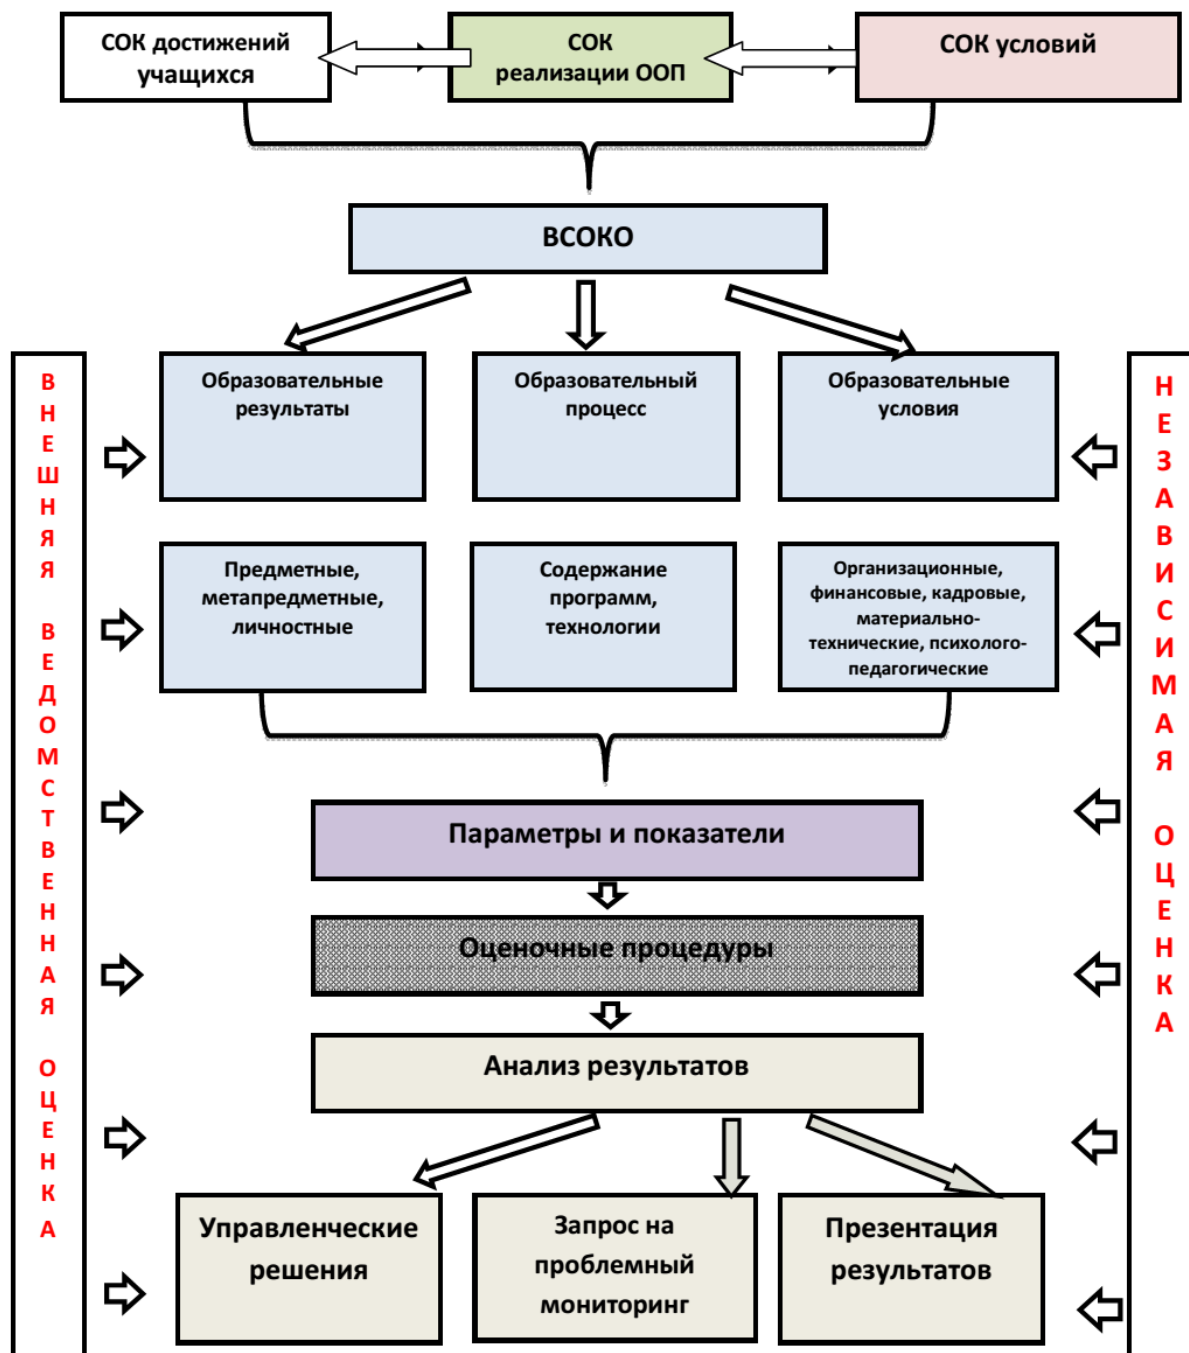 СОК достижений
учащихся
СОК
реализации ООП
СОК условий
ВСОКО
ВНЕШНЯЯ ВЕДОМСТВЕННАЯ ОЦЕНКА
Образовательные
результаты
Образовательный
процесс
Образовательные
условия
НЕЗАВИСИМАЯ ОЦЕНКА
Предметные,
метапредметные,
личностные
Содержание
программ,
технологии
Организационные,
финансовые, кадровые,
материально-
технические, психолого-
педагогические
Параметры и показатели
Оценочные процедуры
Анализ результатов
Управленческие
решения
Запрос на
проблемный
мониторинг
Презентация
результатов